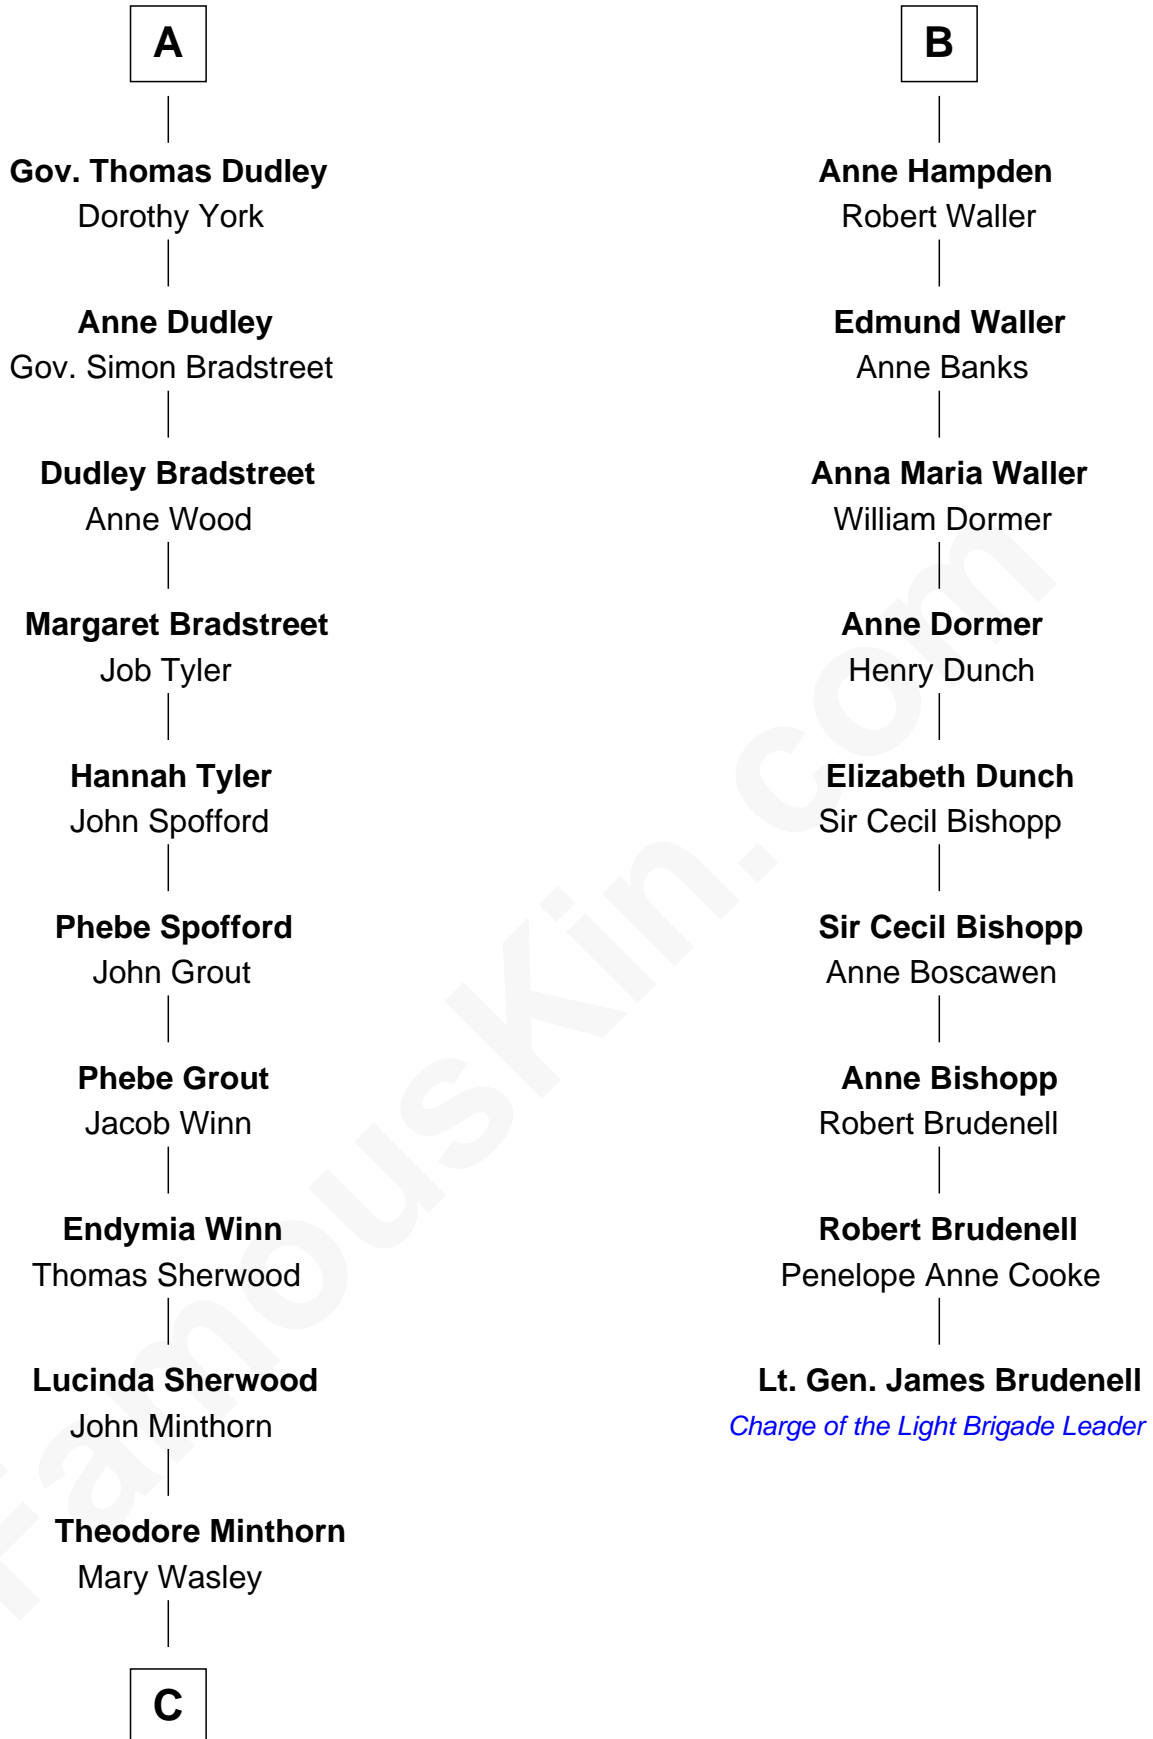 A
Gov. Thomas Dudley
Dorothy York
Anne Dudley
Gov. Simon Bradstreet
Dudley Bradstreet
Anne Wood
Margaret Bradstreet
Job Tyler
Hannah Tyler
John Spofford
Phebe Spofford
John Grout
Phebe Grout
Jacob Winn
Endymia Winn
Thomas Sherwood
Lucinda Sherwood
John Minthorn
Theodore Minthorn
Mary Wasley
C
B
Anne Hampden
Robert Waller
Edmund Waller
Anne Banks
Anna Maria Waller
William Dormer
Anne Dormer
Henry Dunch
Elizabeth Dunch
Sir Cecil Bishopp
Sir Cecil Bishopp
Anne Boscawen
Anne Bishopp
Robert Brudenell
Robert Brudenell
Penelope Anne Cooke
Lt. Gen. James Brudenell
Charge of the Light Brigade Leader
FamousKin.com